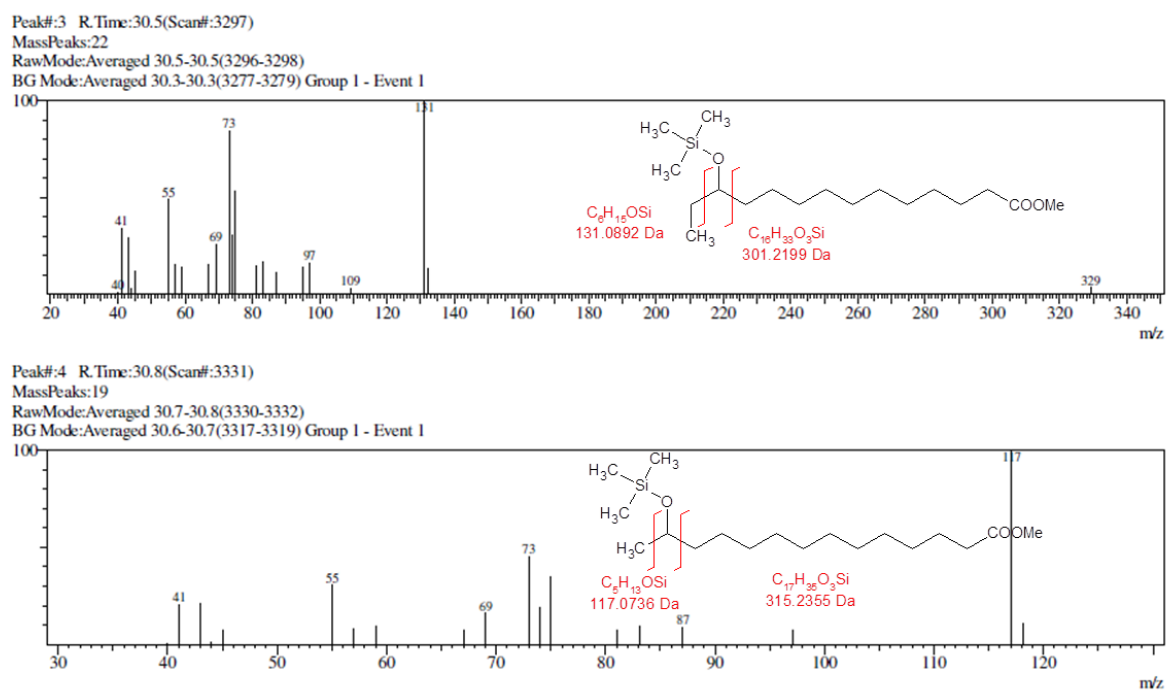 Peak#:3 R.Time:30.5(Scan#:3297)
MassPeaks:22
RawMode:Averaged 30.5-30.5(3296-3298)
BG Mode:Averaged 30.3-30.3(3277-3279) Group 1 - Event 1
100
131
73
55
41
40
69
97
109
329
H₃C
CH₃
Si
H₃C
O
C₆H₁₅OSi
131.0892 Da
CH₃
C₁₆H₃₃O₃Si
301.2199 Da
COOMe
20 40 60 80 100 120 140 160 180 200 220 240 260 280 300 320 340
m/z
Peak#:4 R.Time:30.8(Scan#:3331)
MassPeaks:19
RawMode:Averaged 30.7-30.8(3330-3332)
BG Mode:Averaged 30.6-30.7(3317-3319) Group 1 - Event 1
100
117
73
55
41
69
87
H₃C
CH₃
Si
H₃C
O
H₃C
COOMe
C₅H₁₃OSi
117.0736 Da
C₁₇H₃₅O₃Si
315.2355 Da
30 40 50 60 70 80 90 100 110 120
m/z